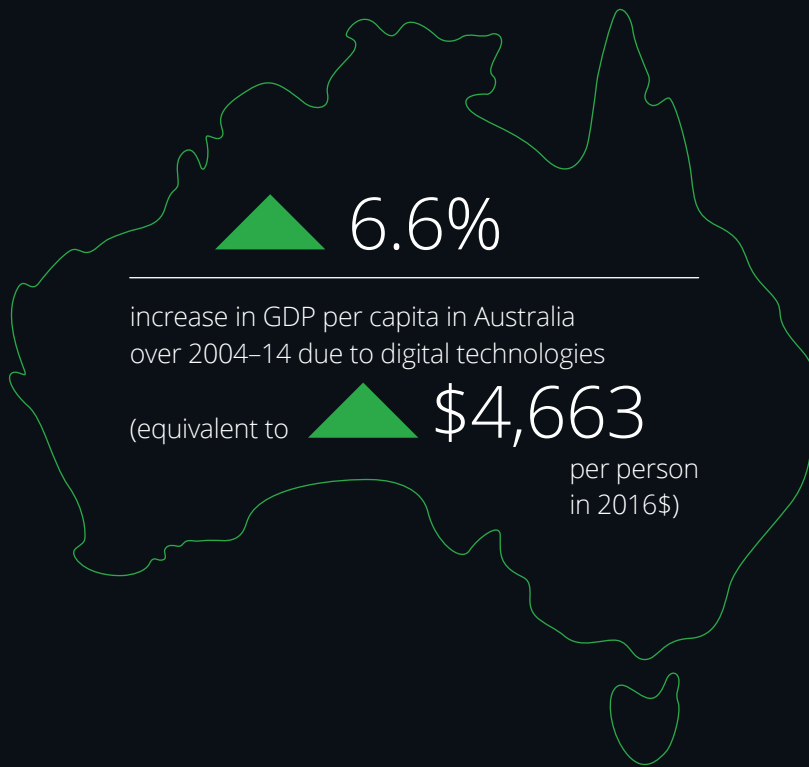 6.6%
increase in GDP per capita in Australia
over 2004–14 due to digital technologies
(equivalent to $4,663
per person
in 2016$)